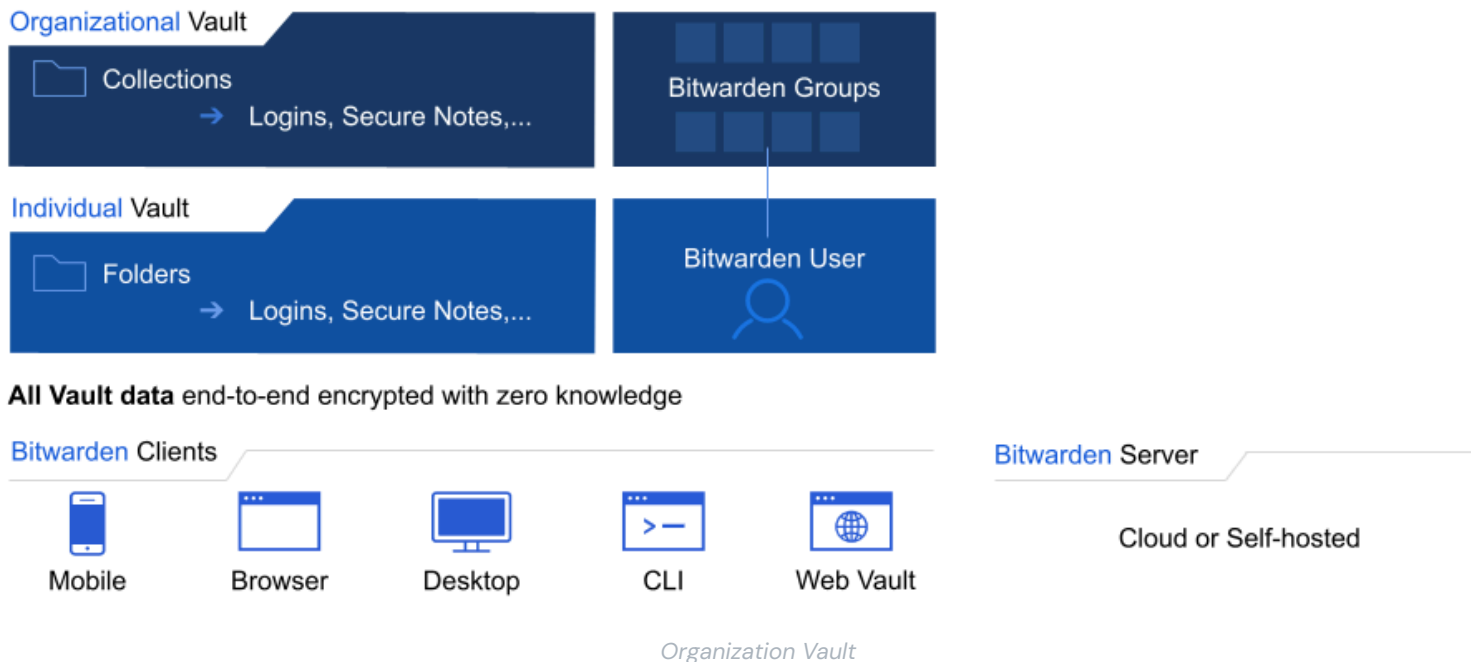 Organizational Vault
Collections
Logins, Secure Notes,...
Bitwarden Groups
Individual Vault
Folders
Logins, Secure Notes,...
Bitwarden User
All Vault data end-to-end encrypted with zero knowledge
Bitwarden Clients
Mobile
Browser
Desktop
CLI
Web Vault
Bitwarden Server
Cloud or Self-hosted
Organization Vault